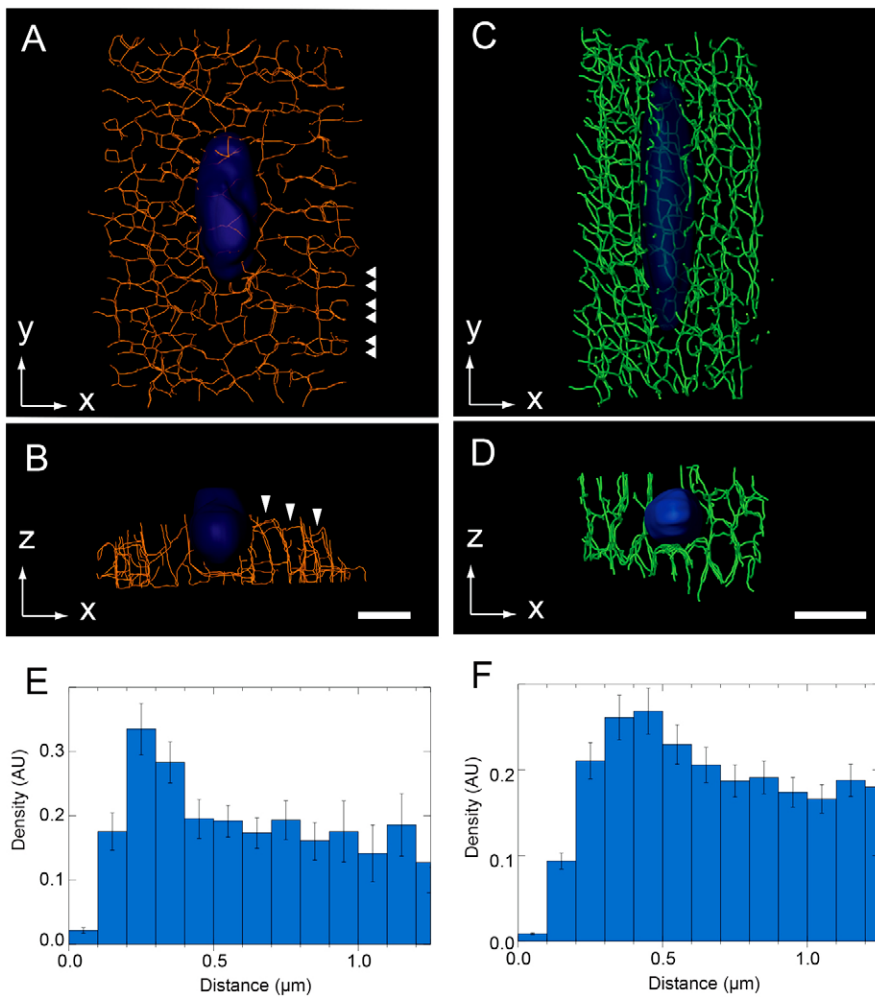 A
y
x
B
z
x
C
y
x
D
z
x
E
Density (AU)
0.3
0.2
0.1
0.0
0.0 0.5 1.0
Distance (µm)
F
Density (AU)
0.2
0.1
0.0
0.0 0.5 1.0
Distance (µm)